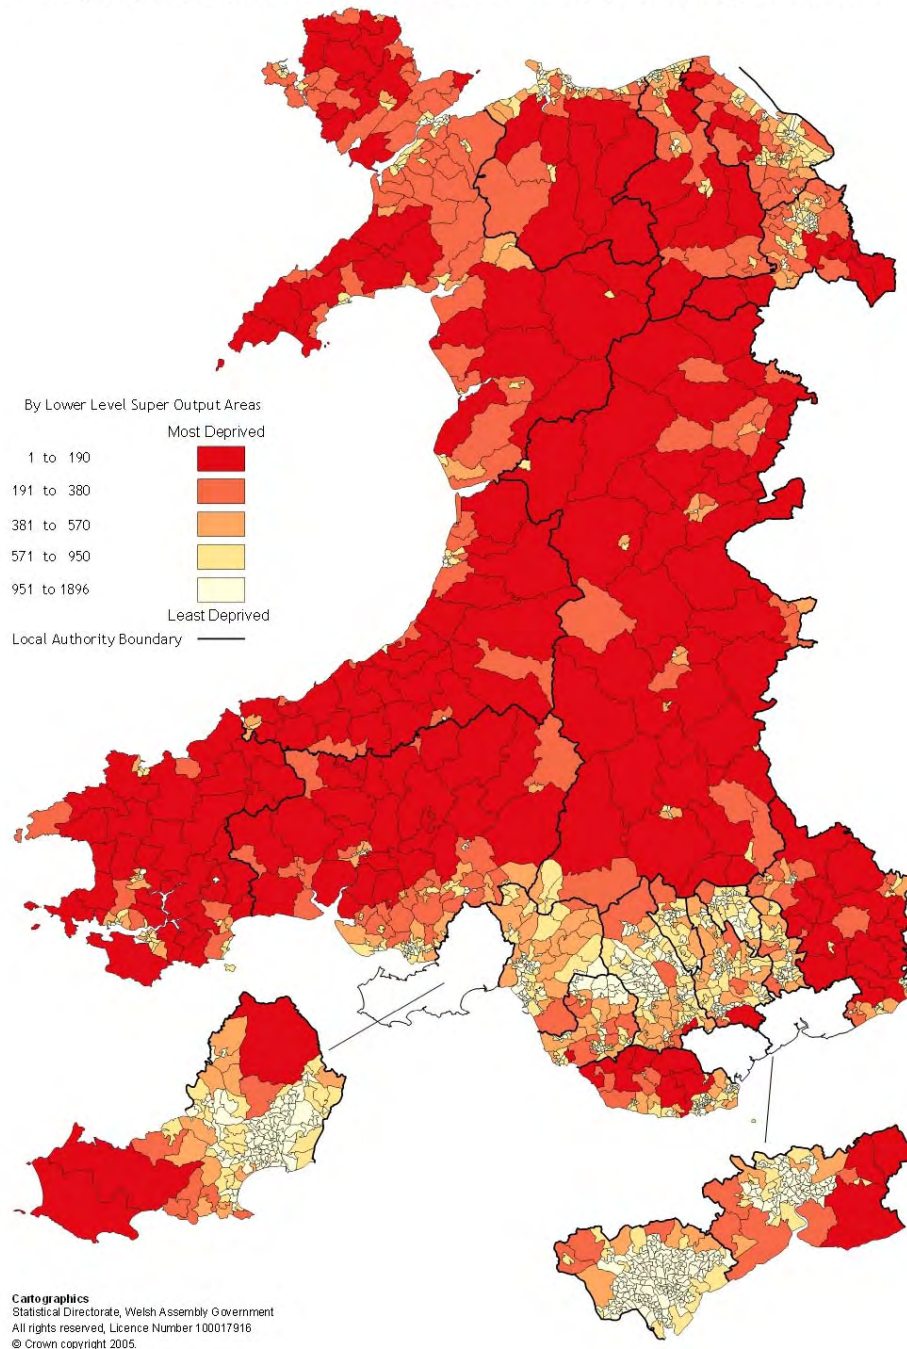 By Lower Level Super Output Areas
Most Deprived
1 to 190
191 to 380
381 to 570
571 to 950
951 to 1896
Least Deprived
Local Authority Boundary
Cartographics
Statistical Directorate, Welsh Assembly Government
All rights reserved, Licence Number 100017916
© Crown copyright 2005.